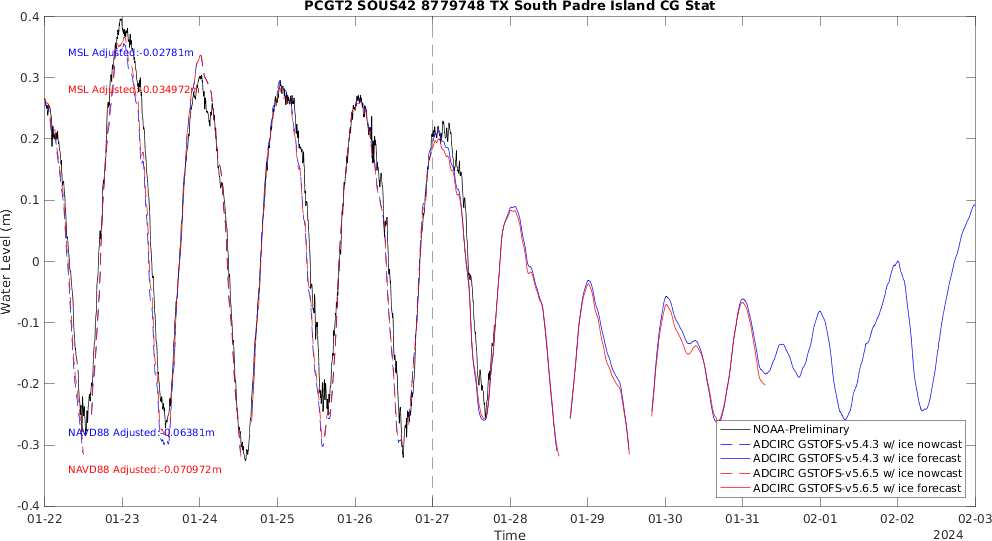 PCGT2 SOUS42 8779748 TX South Padre Island CG Stat
0.4
0.3
0.2
0.1
0
-0.1
-0.2
-0.3
-0.4
Water Level (m)
MSL Adjusted:-0.02781m
MSL Adjusted:-0.034972m
NAVD88 Adjusted:-0.06381m
NAVD88 Adjusted:-0.070972m
NOAA-Preliminary
ADCIRC GSTOFS-v5.4.3 w/ ice nowcast
ADCIRC GSTOFS-v5.4.3 w/ ice forecast
ADCIRC GSTOFS-v5.6.5 w/ ice nowcast
ADCIRC GSTOFS-v5.6.5 w/ ice forecast
01-22 01-23 01-24 01-25 01-26 01-27 01-28 01-29 01-30 01-31 02-01 02-02 02-03
Time
2024